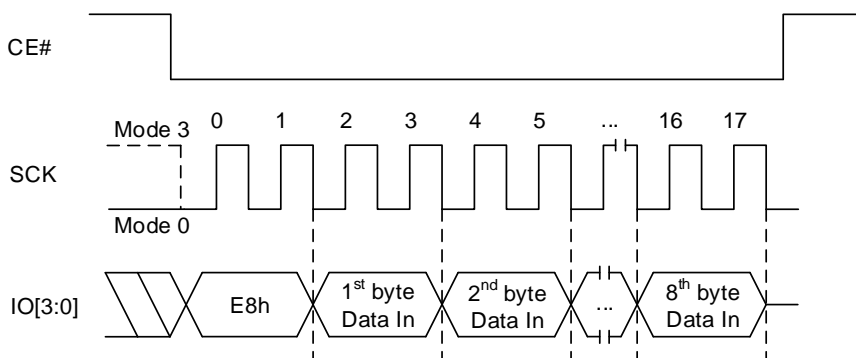 CE#
Mode 3 0 1 2 3 4 5 ... 16 17
SCK
Mode 0
IO[3:0] E8h 1st byte Data In 2nd byte Data In ... 8th byte Data In